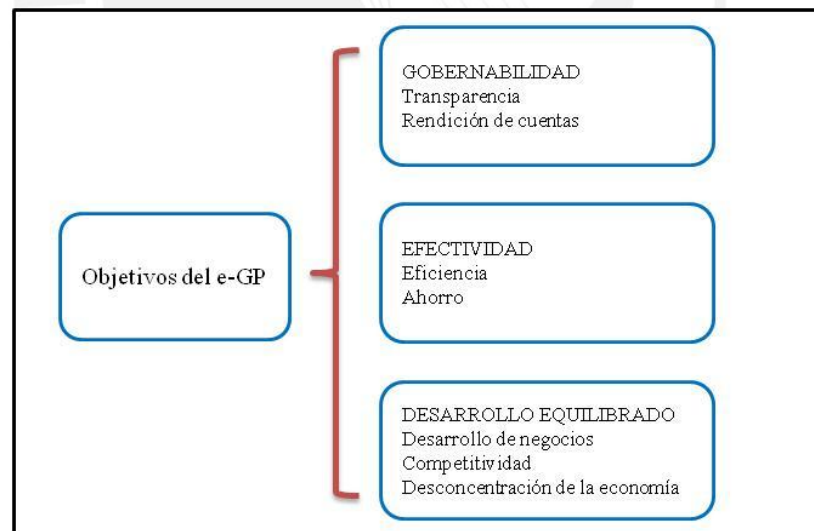 Objetivos del e-GP
GOBERNABILIDAD
Transparencia
Rendición de cuentas
EFECTIVIDAD
Eficiencia
Ahorro
DESARROLLO EQUILIBRADO
Desarrollo de negocios
Competitividad
Desconcentración de la economía